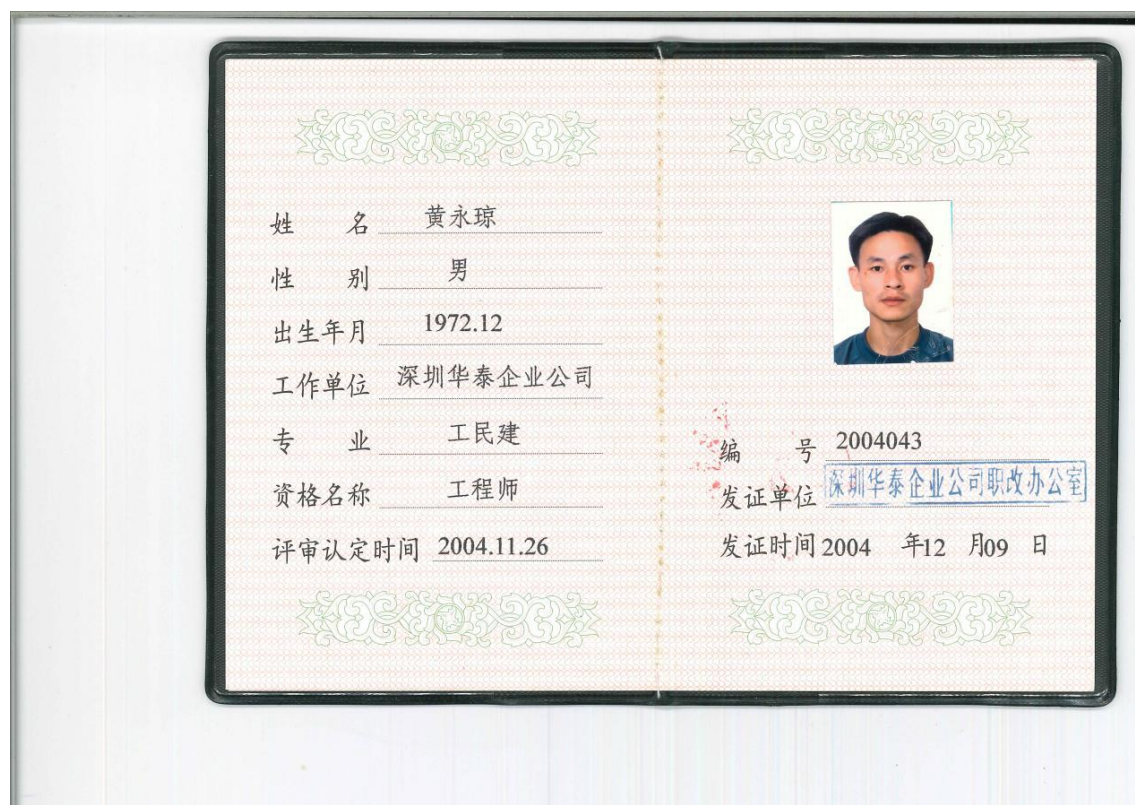 姓 名 黄永琼
性 别 男
出生年月 1972.12
工作单位 深圳华泰企业公司
专 业 工民建
资格名称 工程师
评审认定时间 2004.11.26
编 号 2004043
发证单位 深圳华泰企业公司职改办公室
发证时间 2004 年12 月09 日